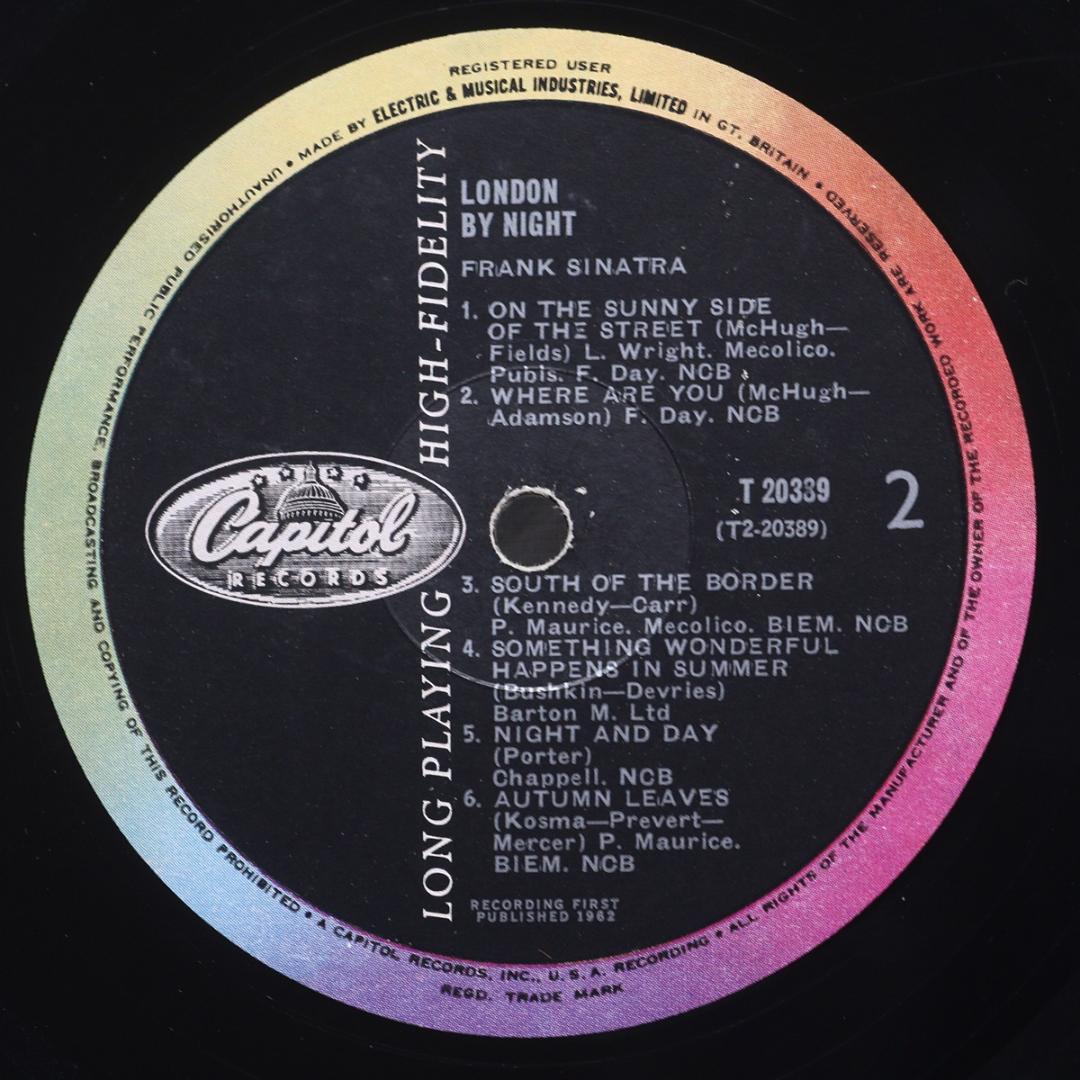 REGISTERED USER
UNAUTHORISED PUBLIC PERFORMANCE, BROADCASTING AND COPYING OF THIS RECORD PROHIBITED • A CAPITOL RECORDS, INC., U. S. A. RECORDING • ALL RIGHTS OF THE MANUFACTURER AND OF THE OWNER OF THE RECORDED WORK ARE RESERVED •
MADE BY ELECTRIC & MUSICAL INDUSTRIES, LIMITED IN GT. BRITAIN •
REGD. TRADE MARK
LONG PLAYING HIGH-FIDELITY
Capitol
RECORDS
LONDON
BY NIGHT
FRANK SINATRA
1. ON THE SUNNY SIDE
OF THE STREET (McHugh—
Fields) L. Wright. Mecolico.
Pubis. F. Day. NCB
2. WHERE ARE YOU (McHugh—
Adamson) F. Day. NCB
T 20389
(T2-20389)
2
3. SOUTH OF THE BORDER
(Kennedy—Carr)
P. Maurice. Mecolico. BIEM. NCB
4. SOMETHING WONDERFUL
HAPPENS IN SUMMER
(Bushkin—Devries)
Barton M. Ltd
5. NIGHT AND DAY
(Porter)
Chappell. NCB
6. AUTUMN LEAVES
(Kosma—Prevert—
Mercer) P. Maurice.
BIEM. NCB
RECORDING FIRST
PUBLISHED 1962